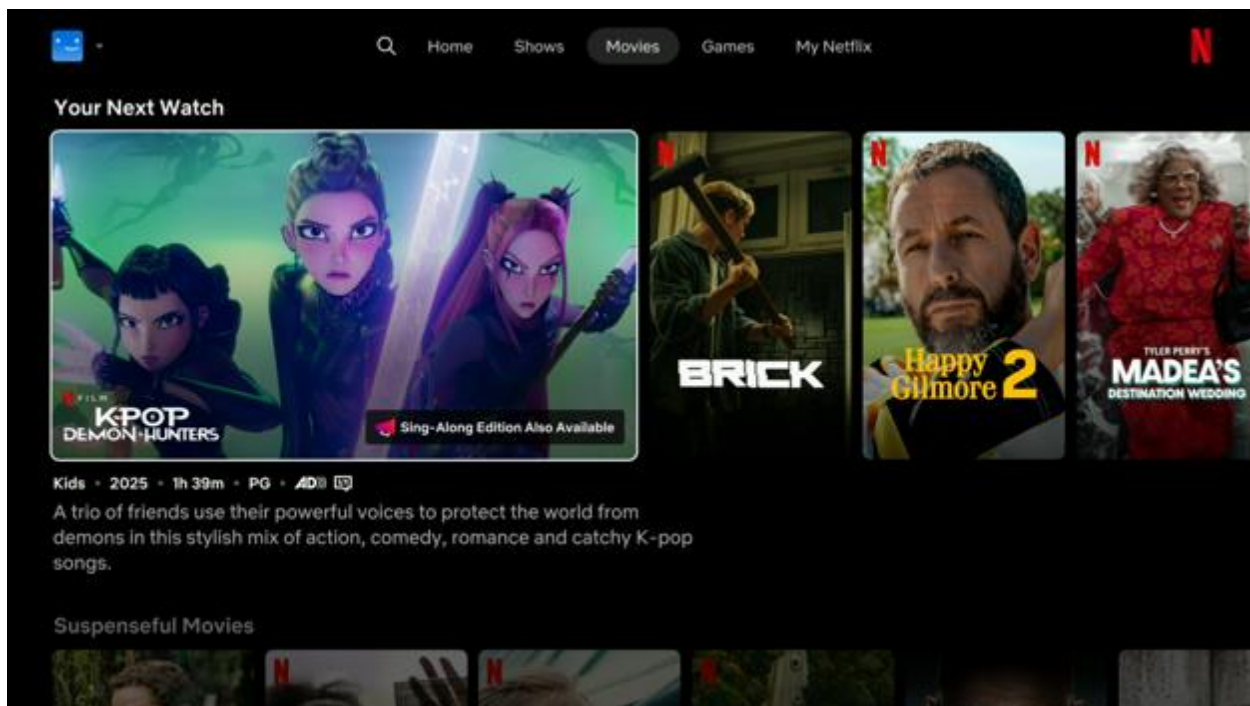 Home Shows Movies Games My Netflix
N
Your Next Watch
N
N
N
FILM
K-POP
DEMON HUNTERS
Sing-Along Edition Also Available
BRICK
Happy
Gilmore 2
TYLER PERRY'S
MADEA'S
DESTINATION WEDDING
Kids • 2025 • 1h 39m • PG • AD
A trio of friends use their powerful voices to protect the world from
demons in this stylish mix of action, comedy, romance and catchy K-pop
songs.
Suspenseful Movies
N
N
N